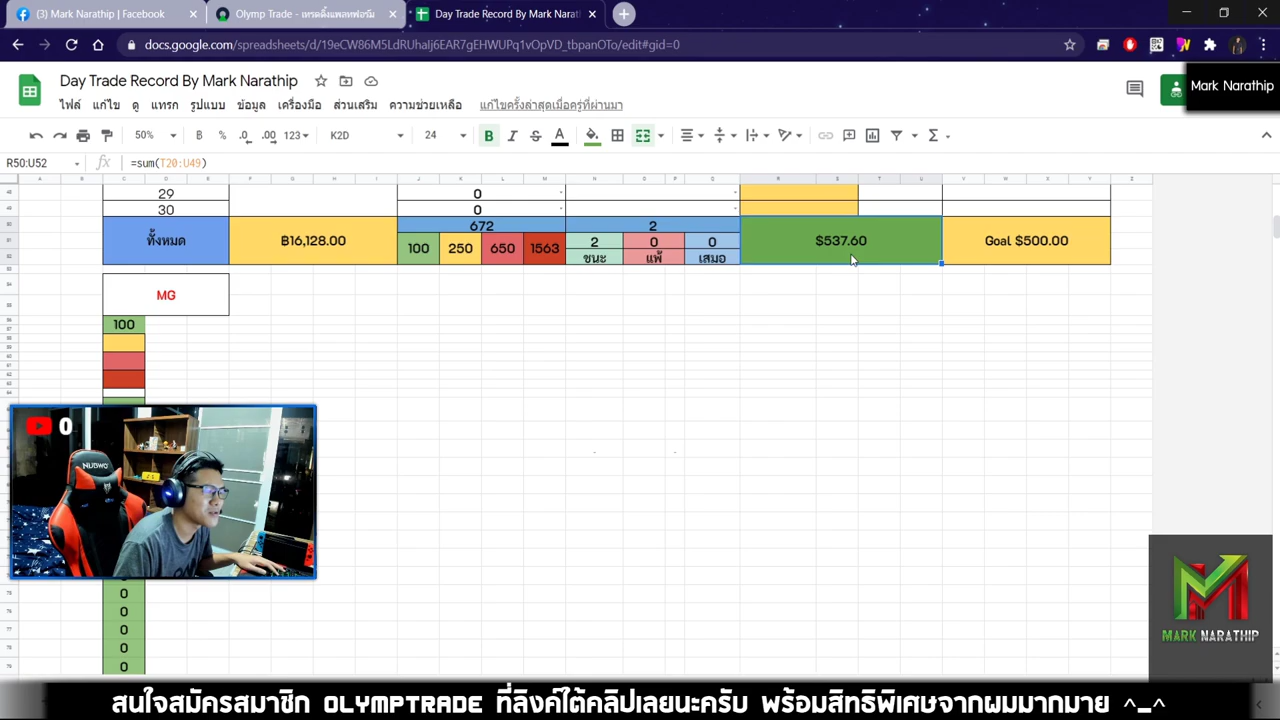 (3) Mark Narathip | Facebook
Olymp Trade - เทรดดิ้งแพลทฟอร์ม
Day Trade Record By Mark Narat
docs.google.com/spreadsheets/d/19eCW86M5LdRUhaIj6EAR7gEHWUPq1vOpVD_tbpanOTo/edit#gid=0
Day Trade Record By Mark Narathip
Mark Narathip
ไฟล์ แก้ไข ดู แทรก รูปแบบ ข้อมูล เครื่องมือ ส่วนเสริม ความช่วยเหลือ แก้ไขครั้งล่าสุดเมื่อครู่ที่ผ่านมา
50% ฿ % .0 .00 123 K2D 24 B I S A
R50:U52 fx =sum(T20:U49)
29 0
30 0
ทั้งหมด ฿16,128.00 672 2 $537.60 Goal $500.00
100 250 650 1563 2 0 0
ชนะ แพ้ เสมอ
MG
100
0
NUBWO
0
0
0
0
0
MARK NARATHIP
สนใจสมัครสมาชิก OLYMPTRADE ที่ลิงค์ใต้คลิปเลยนะครับ พร้อมสิทธิพิเศษจากผมมากมาย ^_^